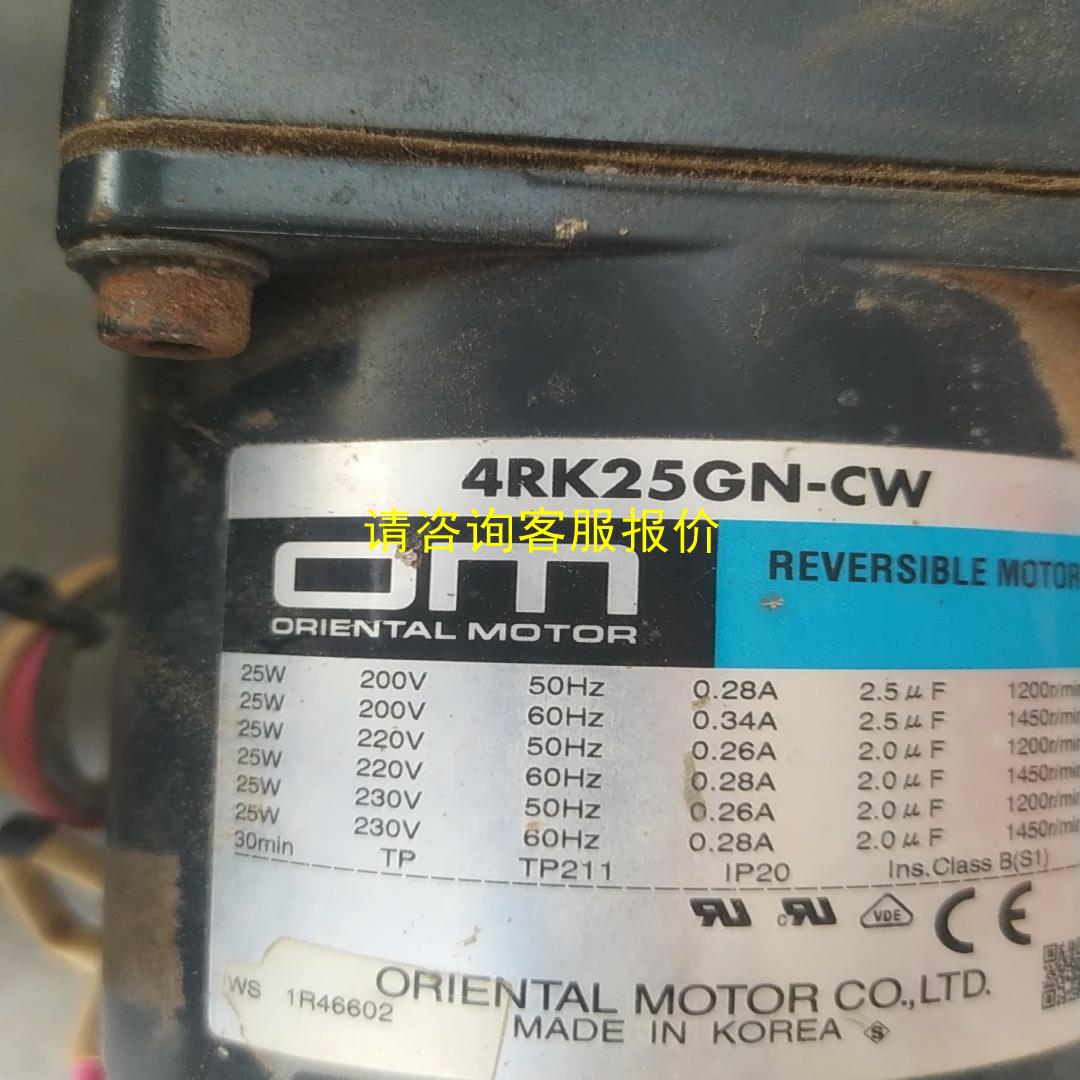 4RK25GN-CW
请咨询客服报价
om
REVERSIBLE MOTOR
ORIENTAL MOTOR
25W 200V 50Hz 0.28A 2.5μF 1200r/min
25W 200V 60Hz 0.34A 2.5μF 1450r/min
25W 220V 50Hz 0.26A 2.0μF 1200r/min
25W 220V 60Hz 0.28A 2.0μF 1450r/min
25W 230V 50Hz 0.26A 2.0μF 1200r/min
25W 230V 60Hz 0.28A 2.0μF 1450r/min
30min TP TP211 IP20 Ins.Class B(S1)
c VDE CE
ORIENTAL MOTOR CO.,LTD.
WS 1R46602
MADE IN KOREA S